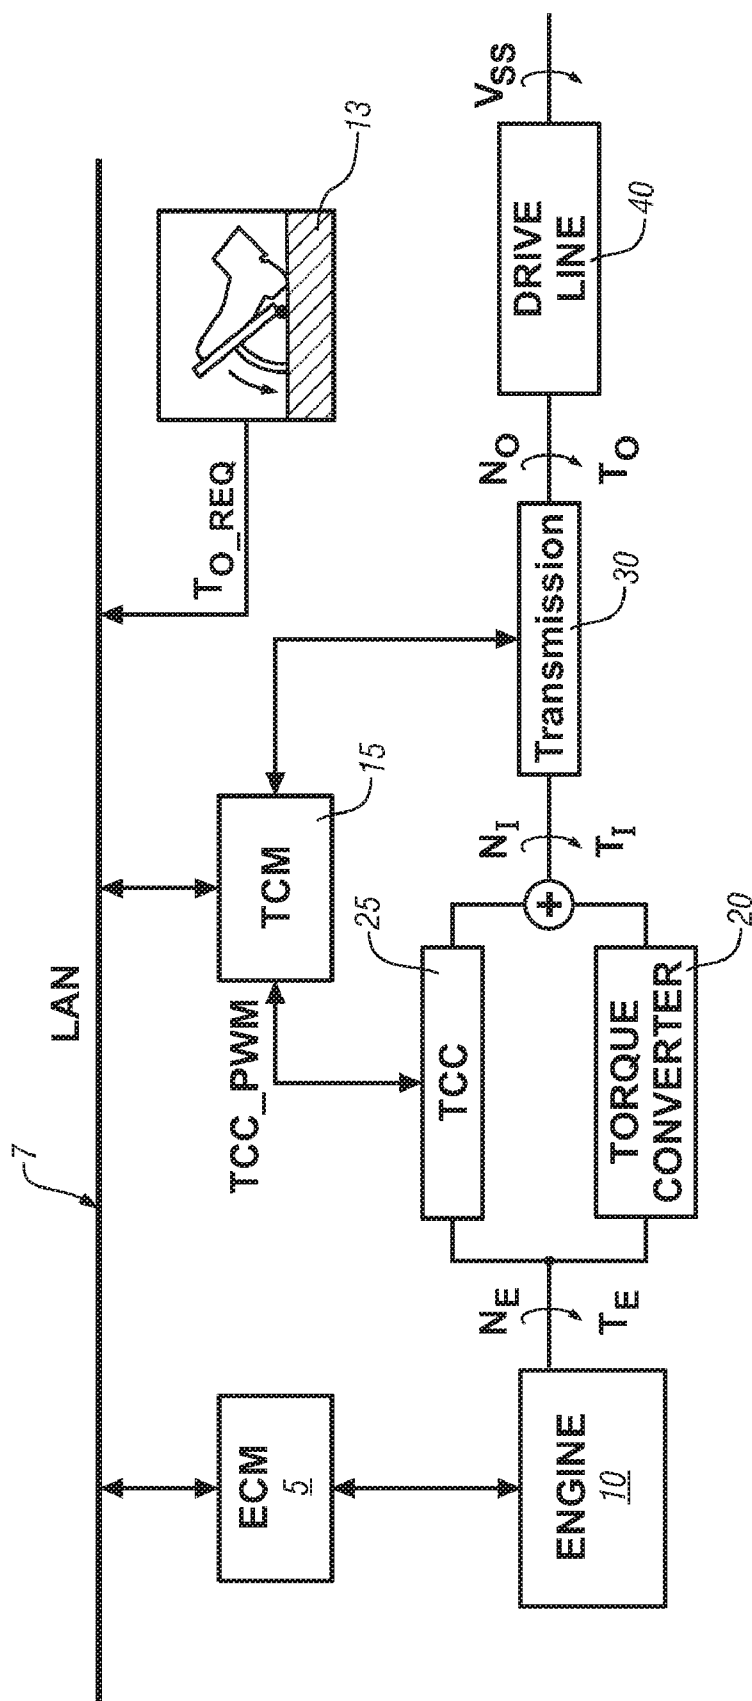 7
LAN
ECM
5
TCC_PWM
TCM
15
TO_REQ
13
ENGINE
10
NE
TE
TCC
25
TORQUE
CONVERTER
20
+
NI
TI
Transmission
30
NO
TO
DRIVE
LINE
40
VSS